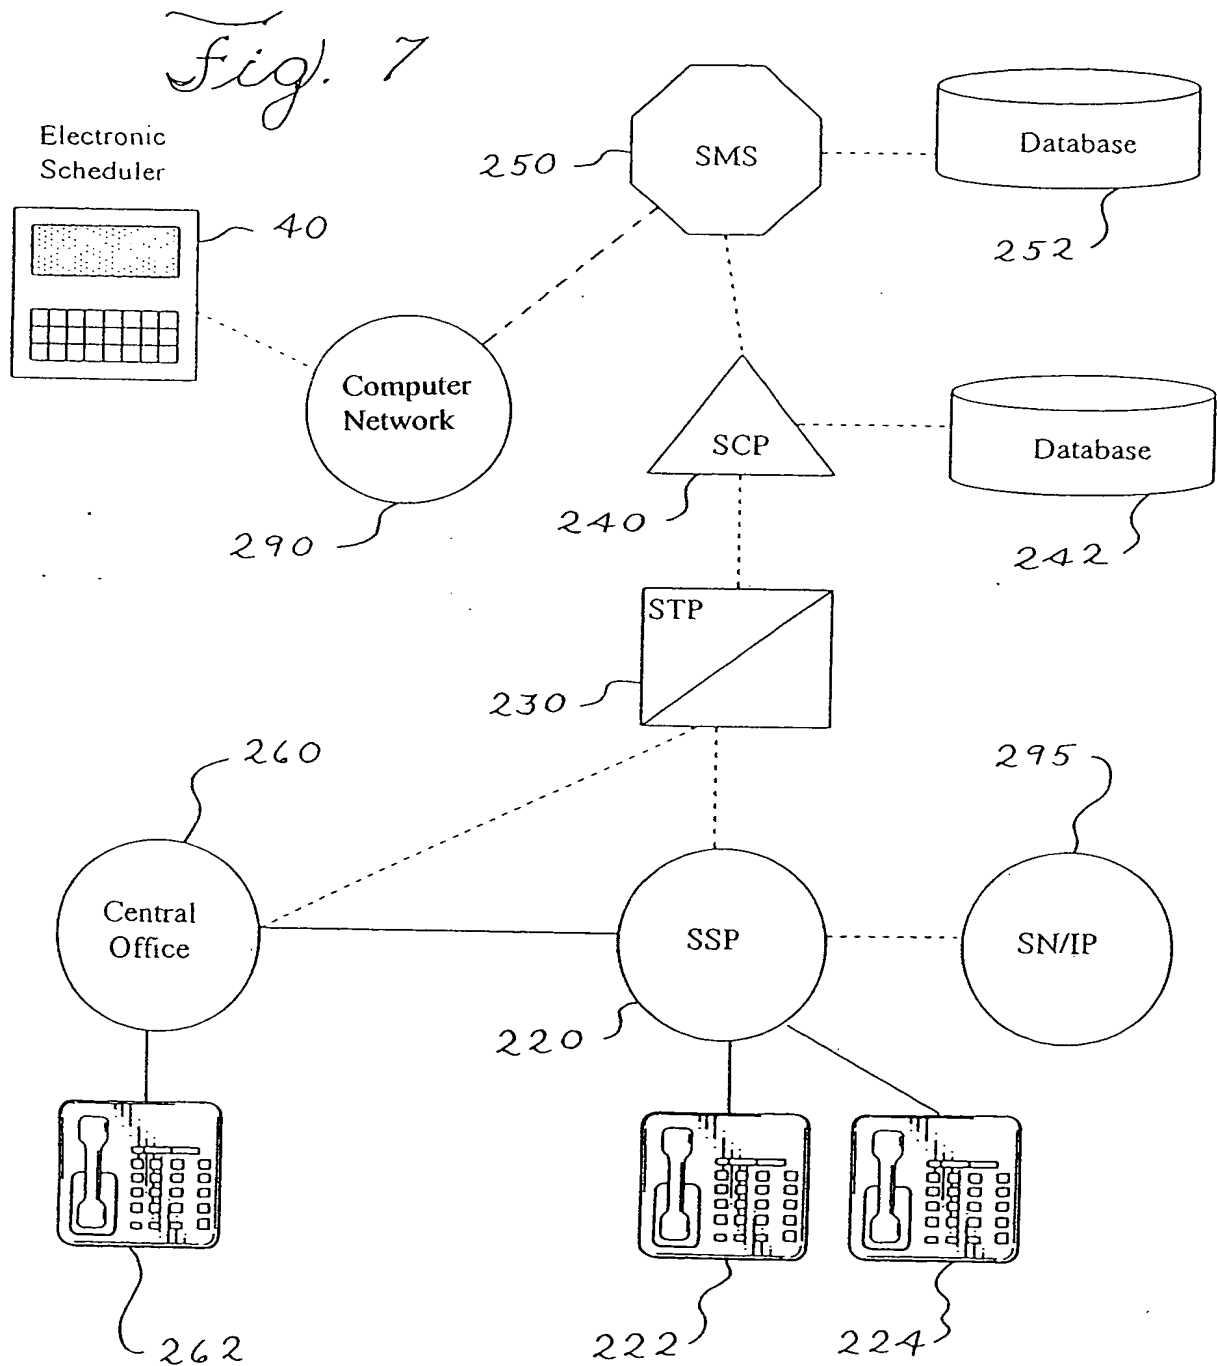 Fig. 7
Electronic
Scheduler
40
250
SMS
Database
252
Computer
Network
290
SCP
240
Database
242
STP
230
260
295
Central
Office
SSP
SN/IP
220
262
222
224